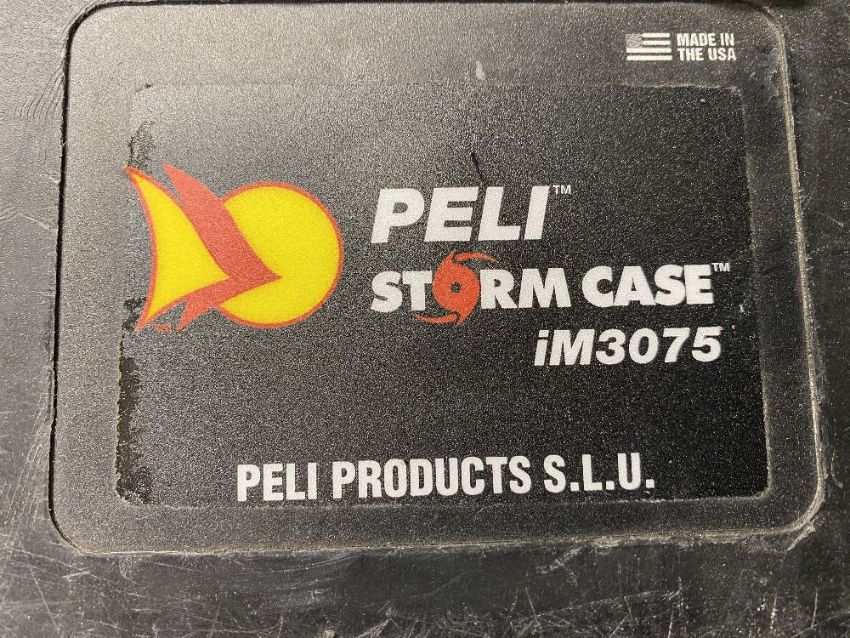 MADE IN
THE USA
PELI™
STORM CASE™
iM3075
PELI PRODUCTS S.L.U.